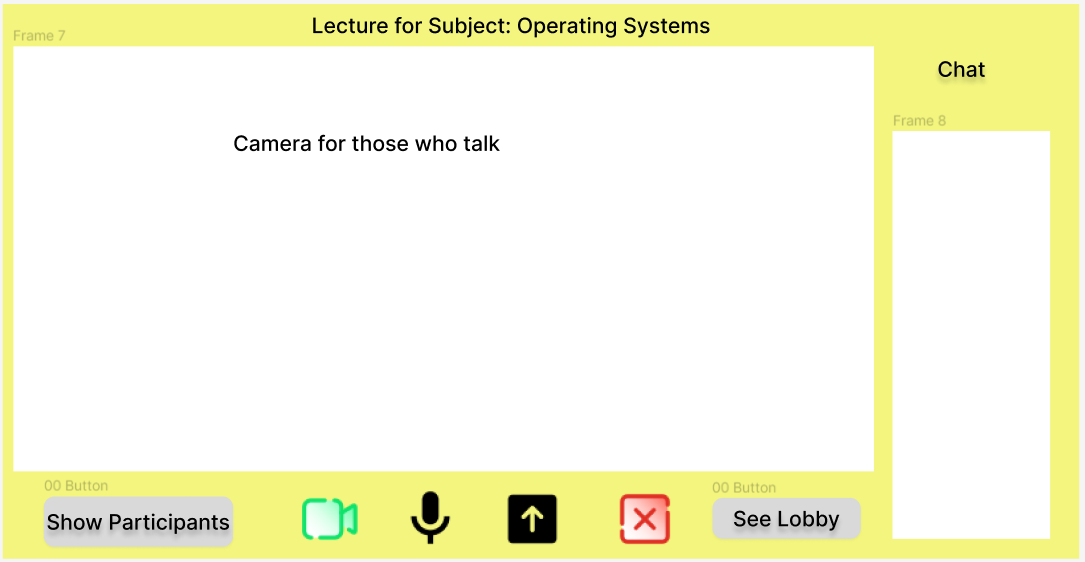 Lecture for Subject: Operating Systems
Frame 7
Chat
Frame 8
Camera for those who talk
00 Button
Show Participants
00 Button
See Lobby